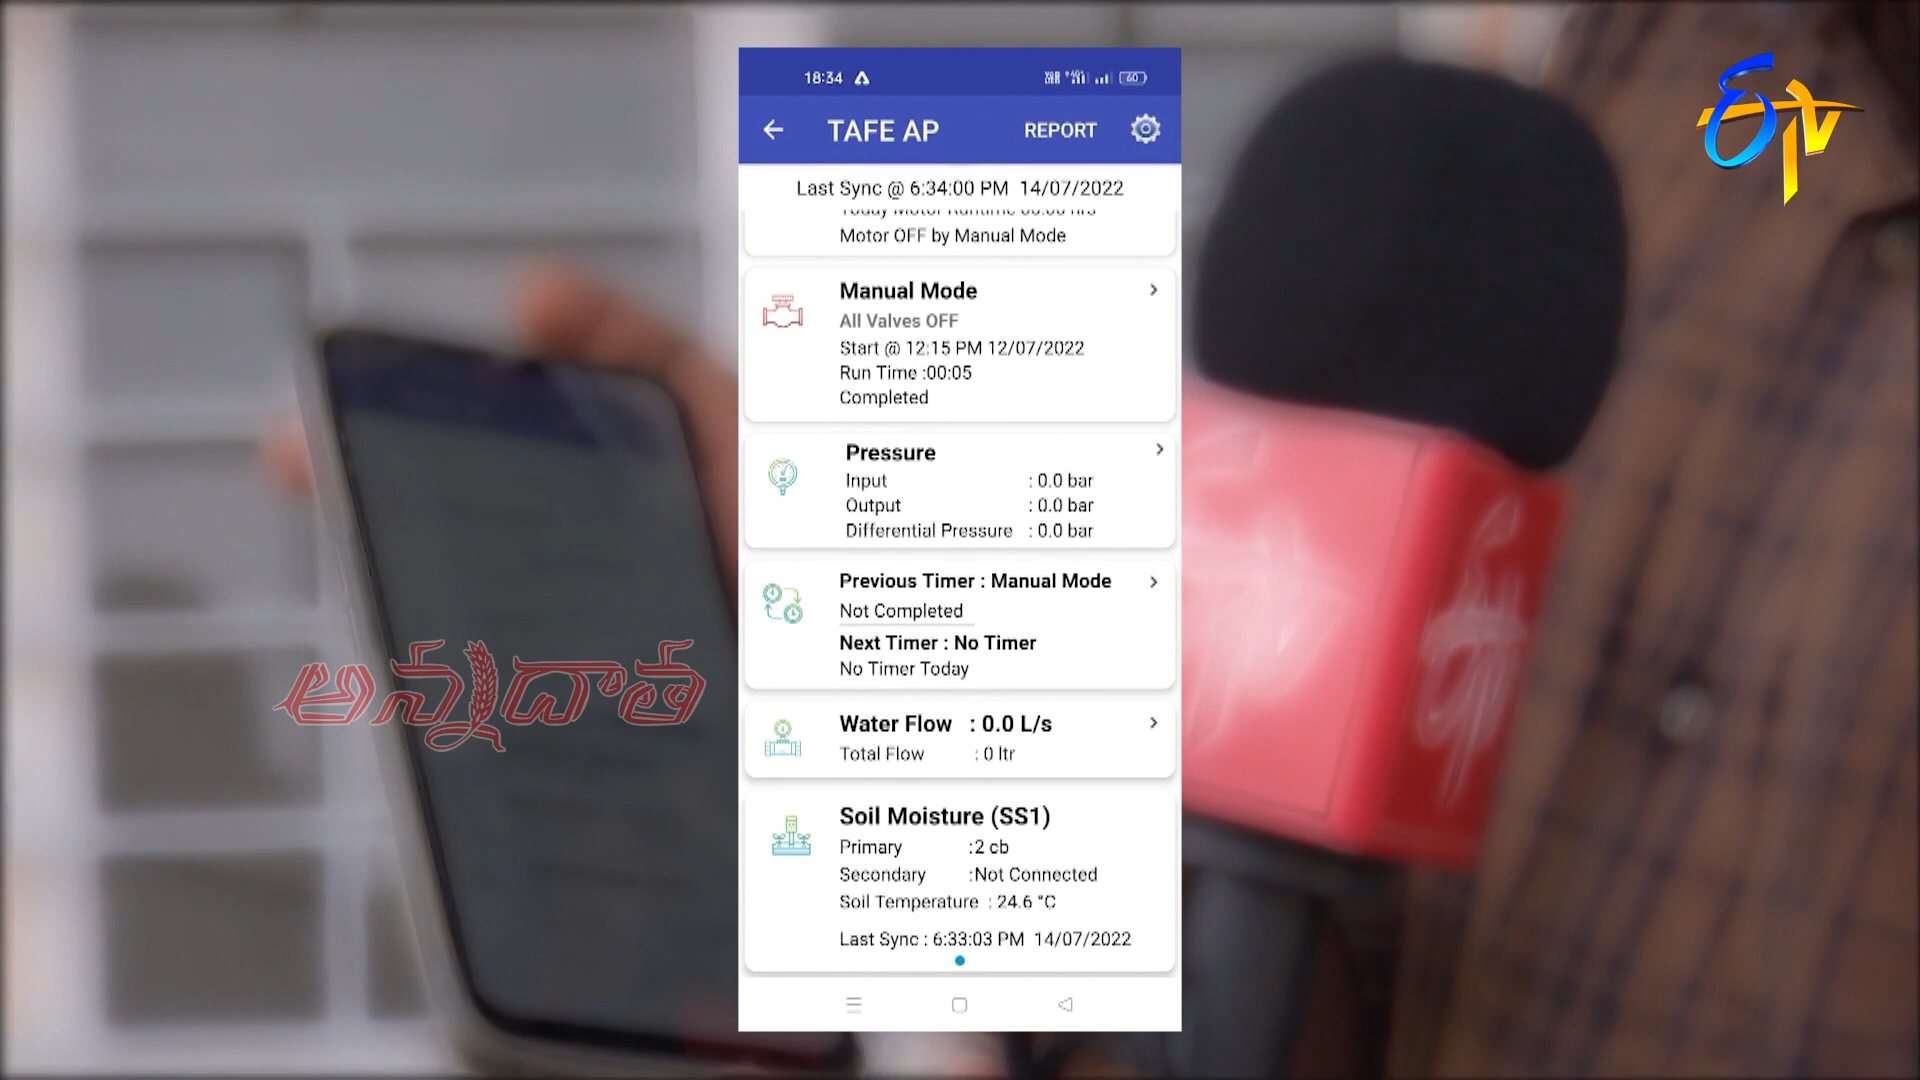 18:34
60
TAFE AP
REPORT
Last Sync @ 6:34:00 PM 14/07/2022
Today Motor Runtime 00:00 hrs
Motor OFF by Manual Mode
Manual Mode
All Valves OFF
Start @ 12:15 PM 12/07/2022
Run Time :00:05
Completed
Pressure
Input : 0.0 bar
Output : 0.0 bar
Differential Pressure : 0.0 bar
Previous Timer : Manual Mode
Not Completed
Next Timer : No Timer
No Timer Today
Water Flow : 0.0 L/s
Total Flow : 0 ltr
Soil Moisture (SS1)
Primary :2 cb
Secondary :Not Connected
Soil Temperature : 24.6 °C
Last Sync : 6:33:03 PM 14/07/2022
అన్నదాత
ఈtv